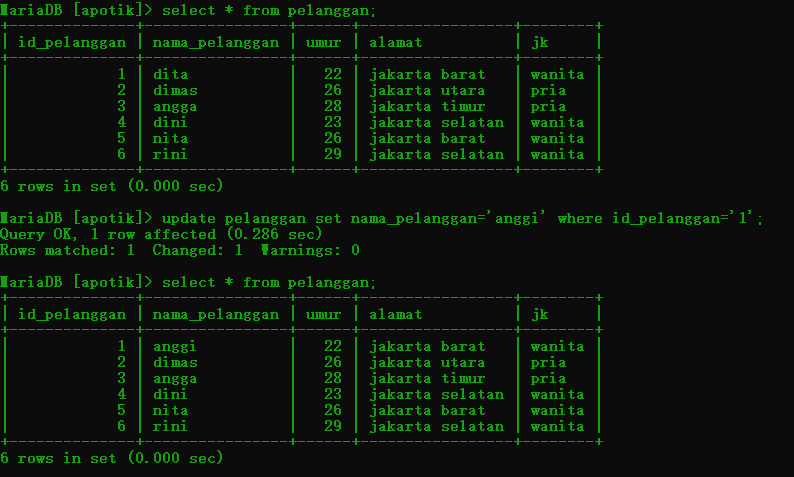 MariaDB [apotik]> select * from pelanggan;
+--------------+----------------+------+-----------------+--------+
| id_pelanggan | nama_pelanggan | umur | alamat          | jk     |
+--------------+----------------+------+-----------------+--------+
|            1 | dita           |   22 | jakarta barat   | wanita |
|            2 | dimas          |   26 | jakarta utara   | pria   |
|            3 | angga          |   28 | jakarta timur   | pria   |
|            4 | dini           |   23 | jakarta selatan | wanita |
|            5 | nita           |   26 | jakarta barat   | wanita |
|            6 | rini           |   29 | jakarta selatan | wanita |
+--------------+----------------+------+-----------------+--------+
6 rows in set (0.000 sec)

MariaDB [apotik]> update pelanggan set nama_pelanggan='anggi' where id_pelanggan='1';
Query OK, 1 row affected (0.286 sec)
Rows matched: 1  Changed: 1  Warnings: 0

MariaDB [apotik]> select * from pelanggan;
+--------------+----------------+------+-----------------+--------+
| id_pelanggan | nama_pelanggan | umur | alamat          | jk     |
+--------------+----------------+------+-----------------+--------+
|            1 | anggi          |   22 | jakarta barat   | wanita |
|            2 | dimas          |   26 | jakarta utara   | pria   |
|            3 | angga          |   28 | jakarta timur   | pria   |
|            4 | dini           |   23 | jakarta selatan | wanita |
|            5 | nita           |   26 | jakarta barat   | wanita |
|            6 | rini           |   29 | jakarta selatan | wanita |
+--------------+----------------+------+-----------------+--------+
6 rows in set (0.000 sec)